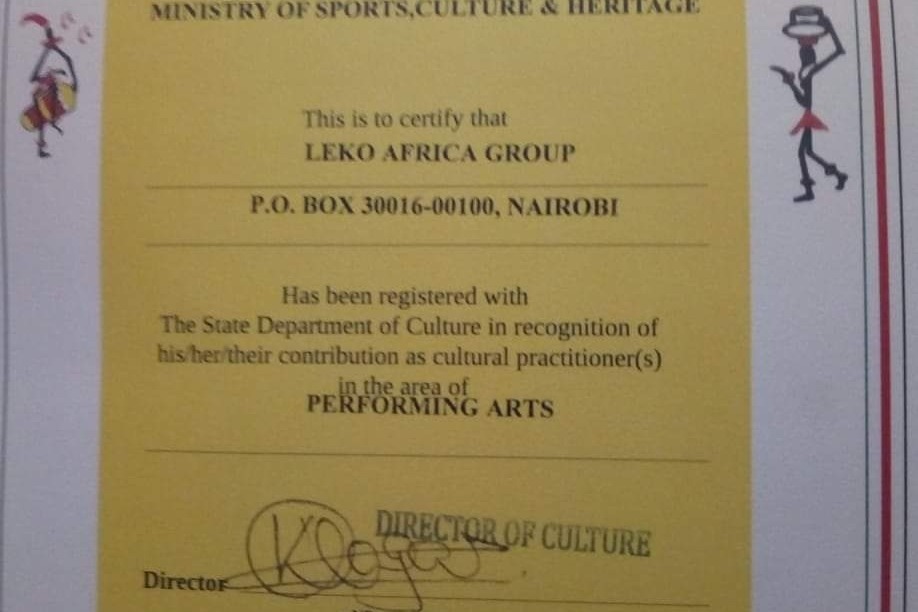 MINISTRY OF SPORTS,CULTURE & HERITAGE
This is to certify that
LEKO AFRICA GROUP
P.O. BOX 30016-00100, NAIROBI
Has been registered with
The State Department of Culture in recognition of
his/her/their contribution as cultural practitioner(s)
in the area of
PERFORMING ARTS
DIRECTOR OF CULTURE
Director